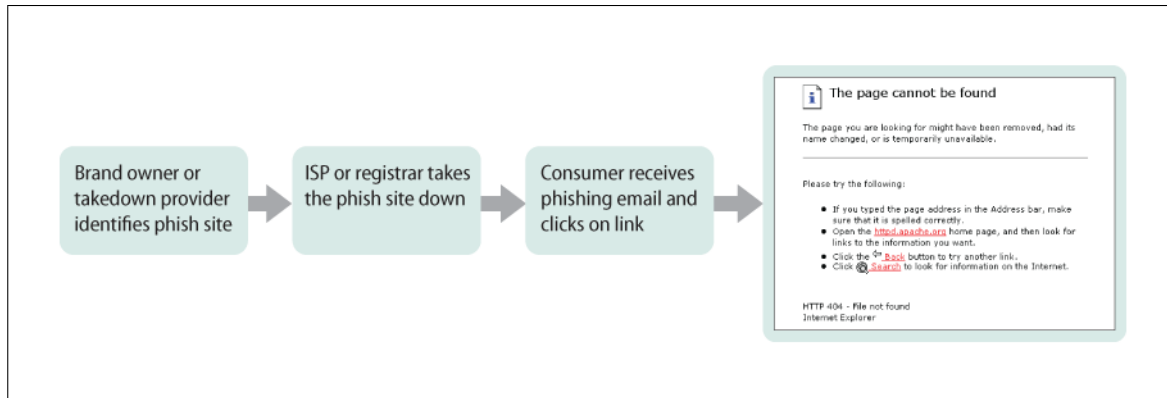 Brand owner or
takedown provider
identifies phish site
ISP or registrar takes
the phish site down
Consumer receives
phishing email and
clicks on link
The page cannot be found
The page you are looking for might have been removed, had its
name changed, or is temporarily unavailable.
Please try the following:
If you typed the page address in the Address bar, make
sure that it is spelled correctly.
Open the httpd.apache.org home page, and then look for
links to the information you want.
Click the Back button to try another link.
Click Search to look for information on the Internet.
HTTP 404 - File not found
Internet Explorer